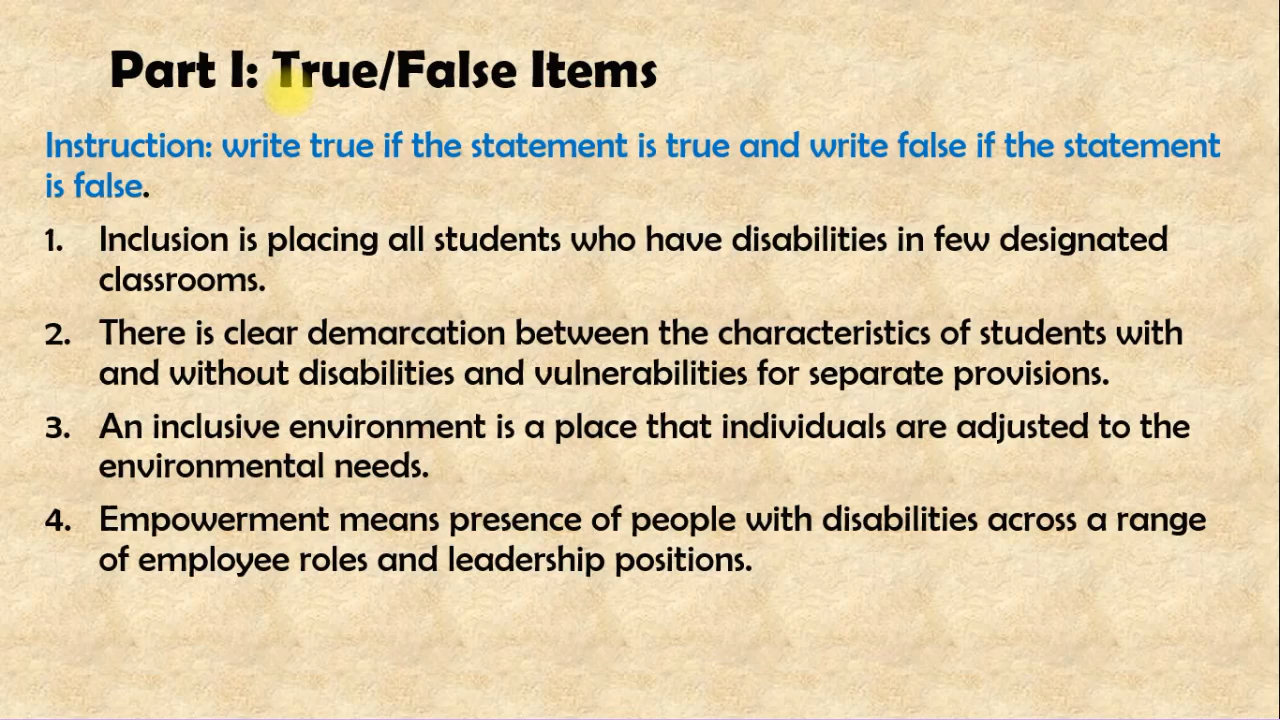 Part I: True/False Items
Instruction: write true if the statement is true and write false if the statement
is false.
1. Inclusion is placing all students who have disabilities in few designated
classrooms.
2. There is clear demarcation between the characteristics of students with
and without disabilities and vulnerabilities for separate provisions.
3. An inclusive environment is a place that individuals are adjusted to the
environmental needs.
4. Empowerment means presence of people with disabilities across a range
of employee roles and leadership positions.